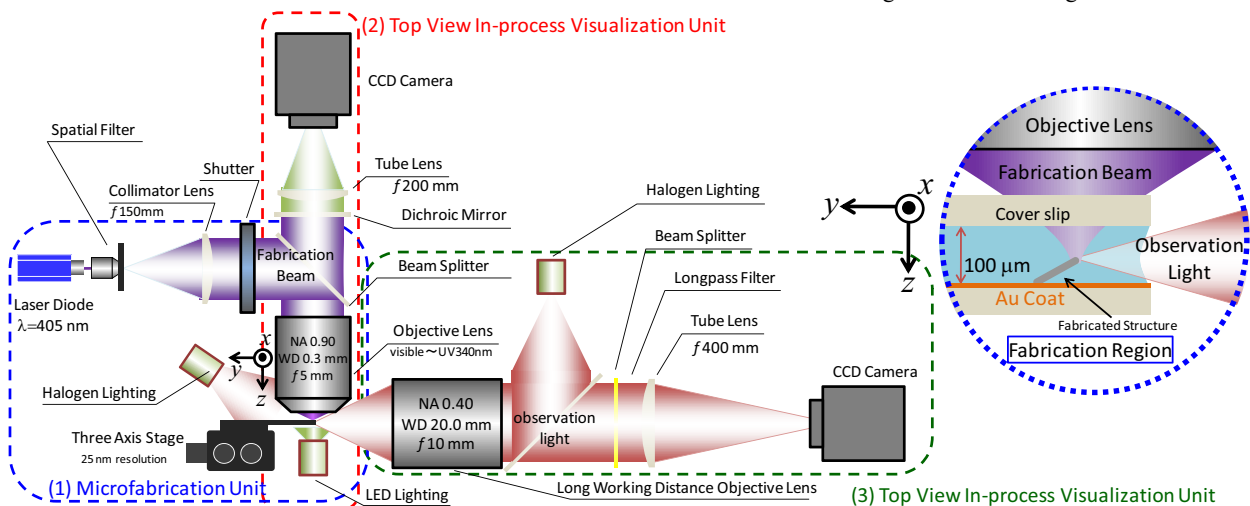 (2) Top View In-process Visualization Unit
CCD Camera
Spatial Filter
Shutter
Collimator Lens
ƒ150mm
Tube Lens
ƒ200 mm
Dichroic Mirror
Fabrication
Beam
Beam Splitter
Laser Diode
λ=405 nm
NA 0.90
WD 0.3 mm
ƒ5 mm
Objective Lens
visible~UV340nm
x
y
z
Halogen Lighting
Three Axis Stage
25 nm resolution
(1) Microfabrication Unit
LED Lighting
Halogen Lighting
Beam Splitter
Longpass Filter
Tube Lens
ƒ400 mm
CCD Camera
NA 0.40
WD 20.0 mm
ƒ10 mm
observation
light
Long Working Distance Objective Lens
(3) Top View In-process Visualization Unit
x
y
z
Objective Lens
Fabrication Beam
Cover slip
Observation
Light
100 μm
Au Coat
Fabricated Structure
Fabrication Region